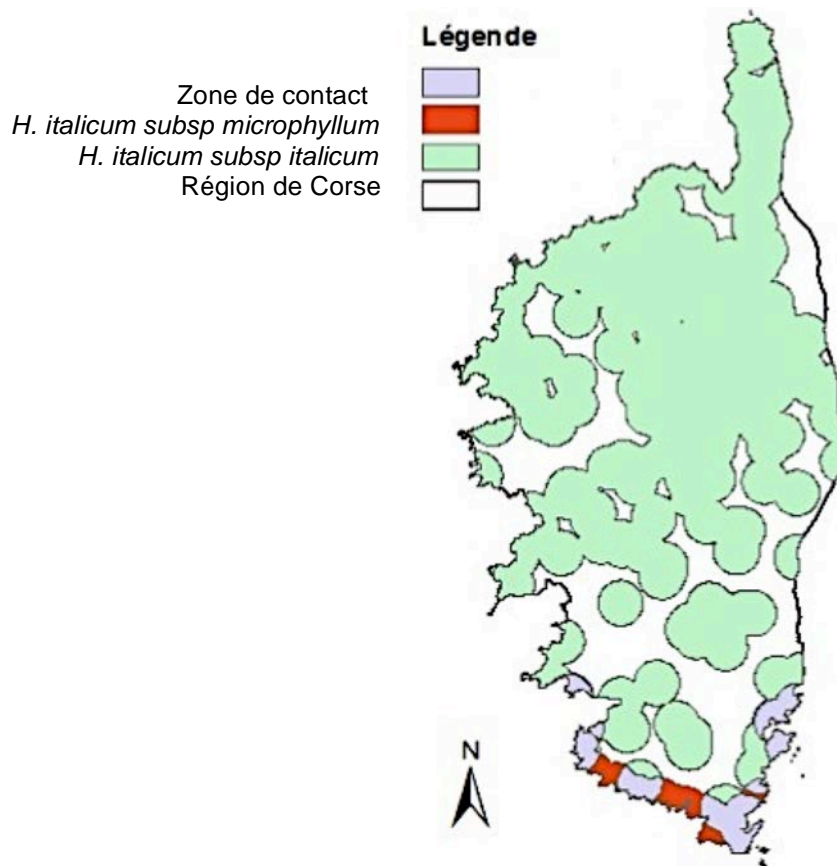 Légende
Zone de contact
H. italicum subsp microphyllum
H. italicum subsp italicum
Région de Corse
N